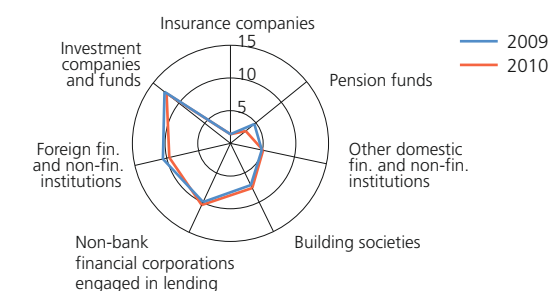 Insurance companies
15
10
5
2009
2010
Investment
companies
and funds
Pension funds
Foreign fin.
and non-fin.
institutions
Other domestic
fin. and non-fin.
institutions
Non-bank
financial corporations
engaged in lending
Building societies